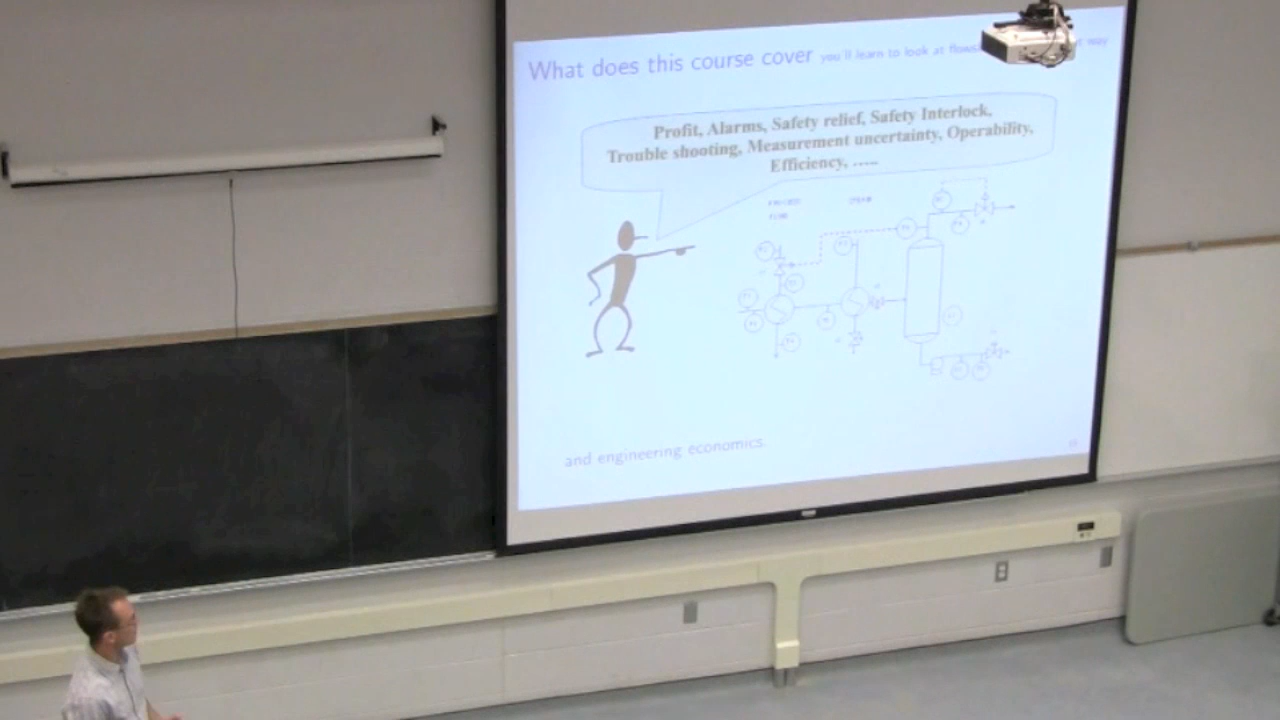 What does this course cover you'll learn to look at flows way
Profit, Alarms, Safety relief, Safety Interlock,
Trouble shooting, Measurement uncertainty, Operability,
Efficiency, .....
and engineering economics.